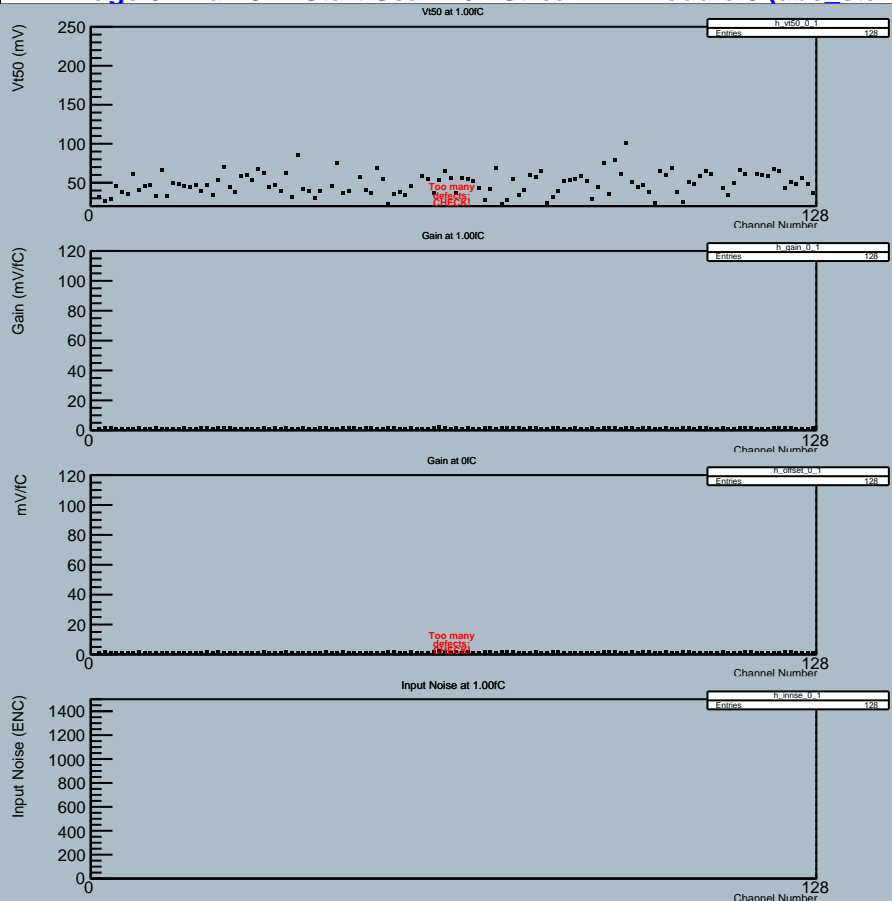 Vt50 at 1.00fC
h_vt50_0_1
Entries 128
Vt50 (mV)
250
200
150
100
50
Too many
defects:
CHECK!
0
128
Channel Number
Gain at 1.00fC
h_gain_0_1
Entries 128
Gain (mV/fC)
120
100
80
60
40
20
0
0
128
Channel Number
Gain at 0fC
h_offset_0_1
Entries 128
mV/fC
120
100
80
60
40
20
Too many
defects:
0
0
128
Channel Number
Input Noise at 1.00fC
h_innse_0_1
Entries 128
Input Noise (ENC)
1400
1200
1000
800
600
400
200
0
0
128
Channel Number